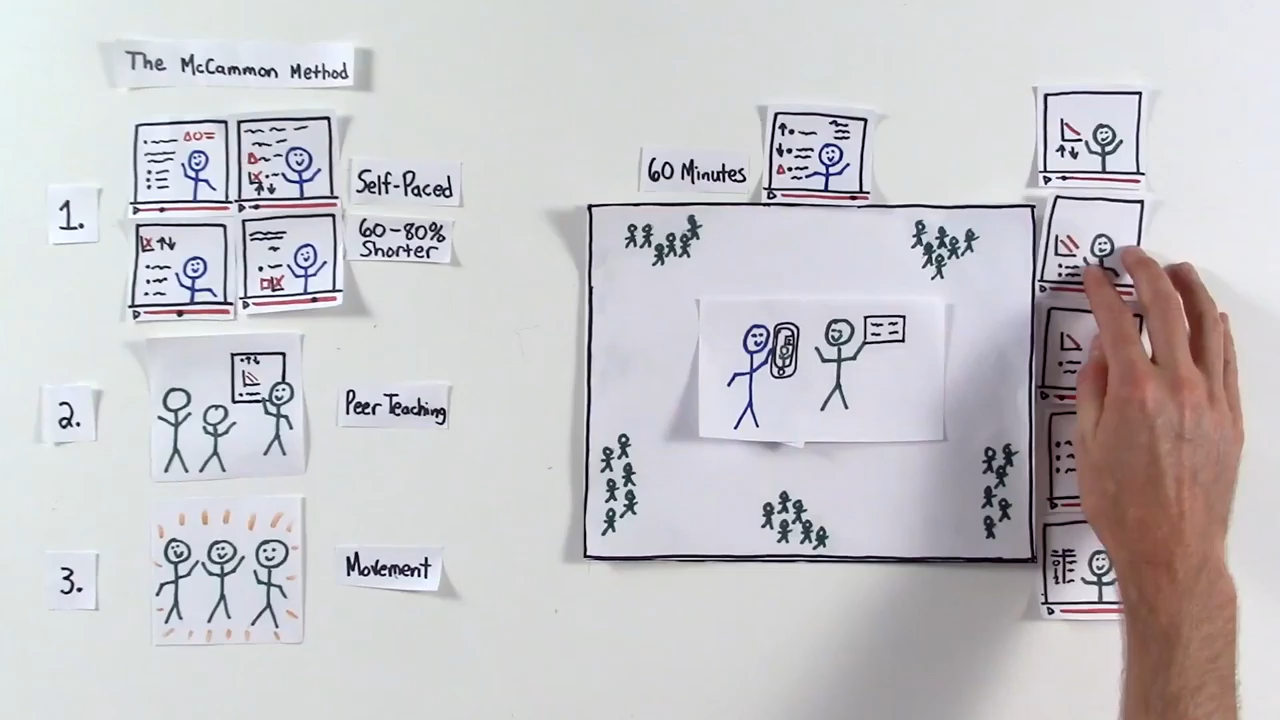 The McCammon Method
1.
Self-Paced
60-80%
Shorter
2.
Peer Teaching
3.
Movement
60 Minutes